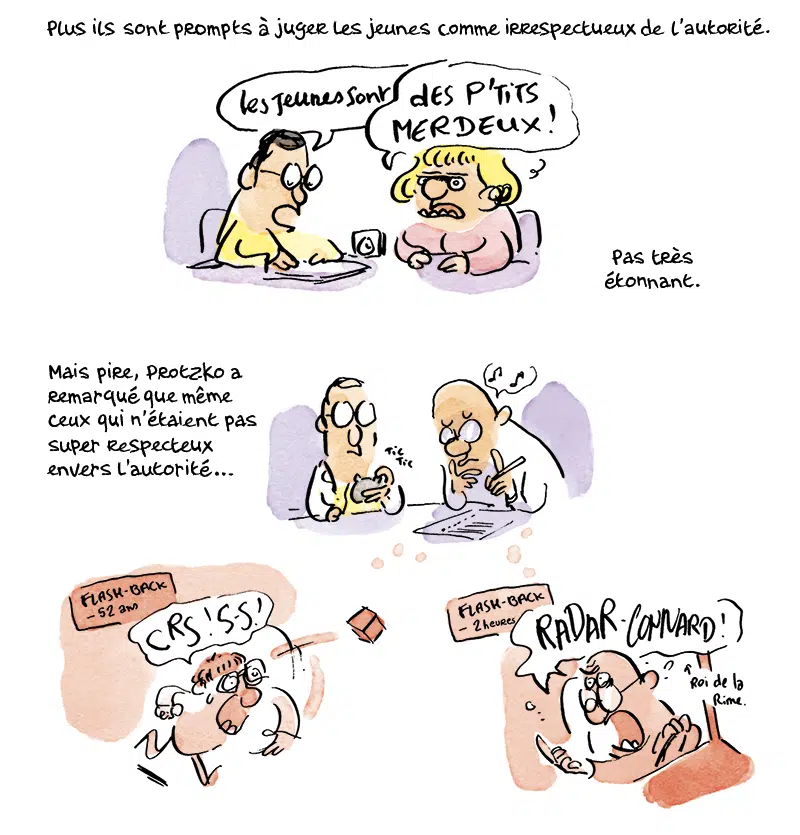 Plus ils sont prompts à juger les jeunes comme irrespectueux de l'autorité.
les jeunes sont
des p'tits
merdeux !
Pas très
étonnant.
Mais pire, Protzko a
remarqué que même
ceux qui n'étaient pas
super respecteux
envers l'autorité...
Tic
Tic
FLASH-BACK
- 52 ans
CRS ! SS !
FLASH-BACK
- 2 heures
RADAR-CONNARD !
Roi de la
Rime.